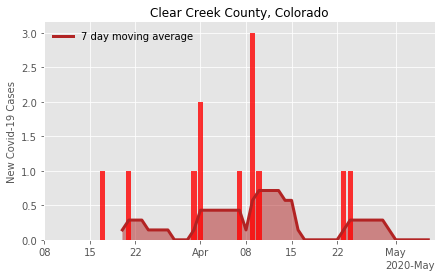 Clear Creek County, Colorado
7 day moving average
New Covid-19 Cases
3.0
2.5
2.0
1.5
1.0
0.5
0.0
08 15 22 Apr 08 15 22 May
2020-May